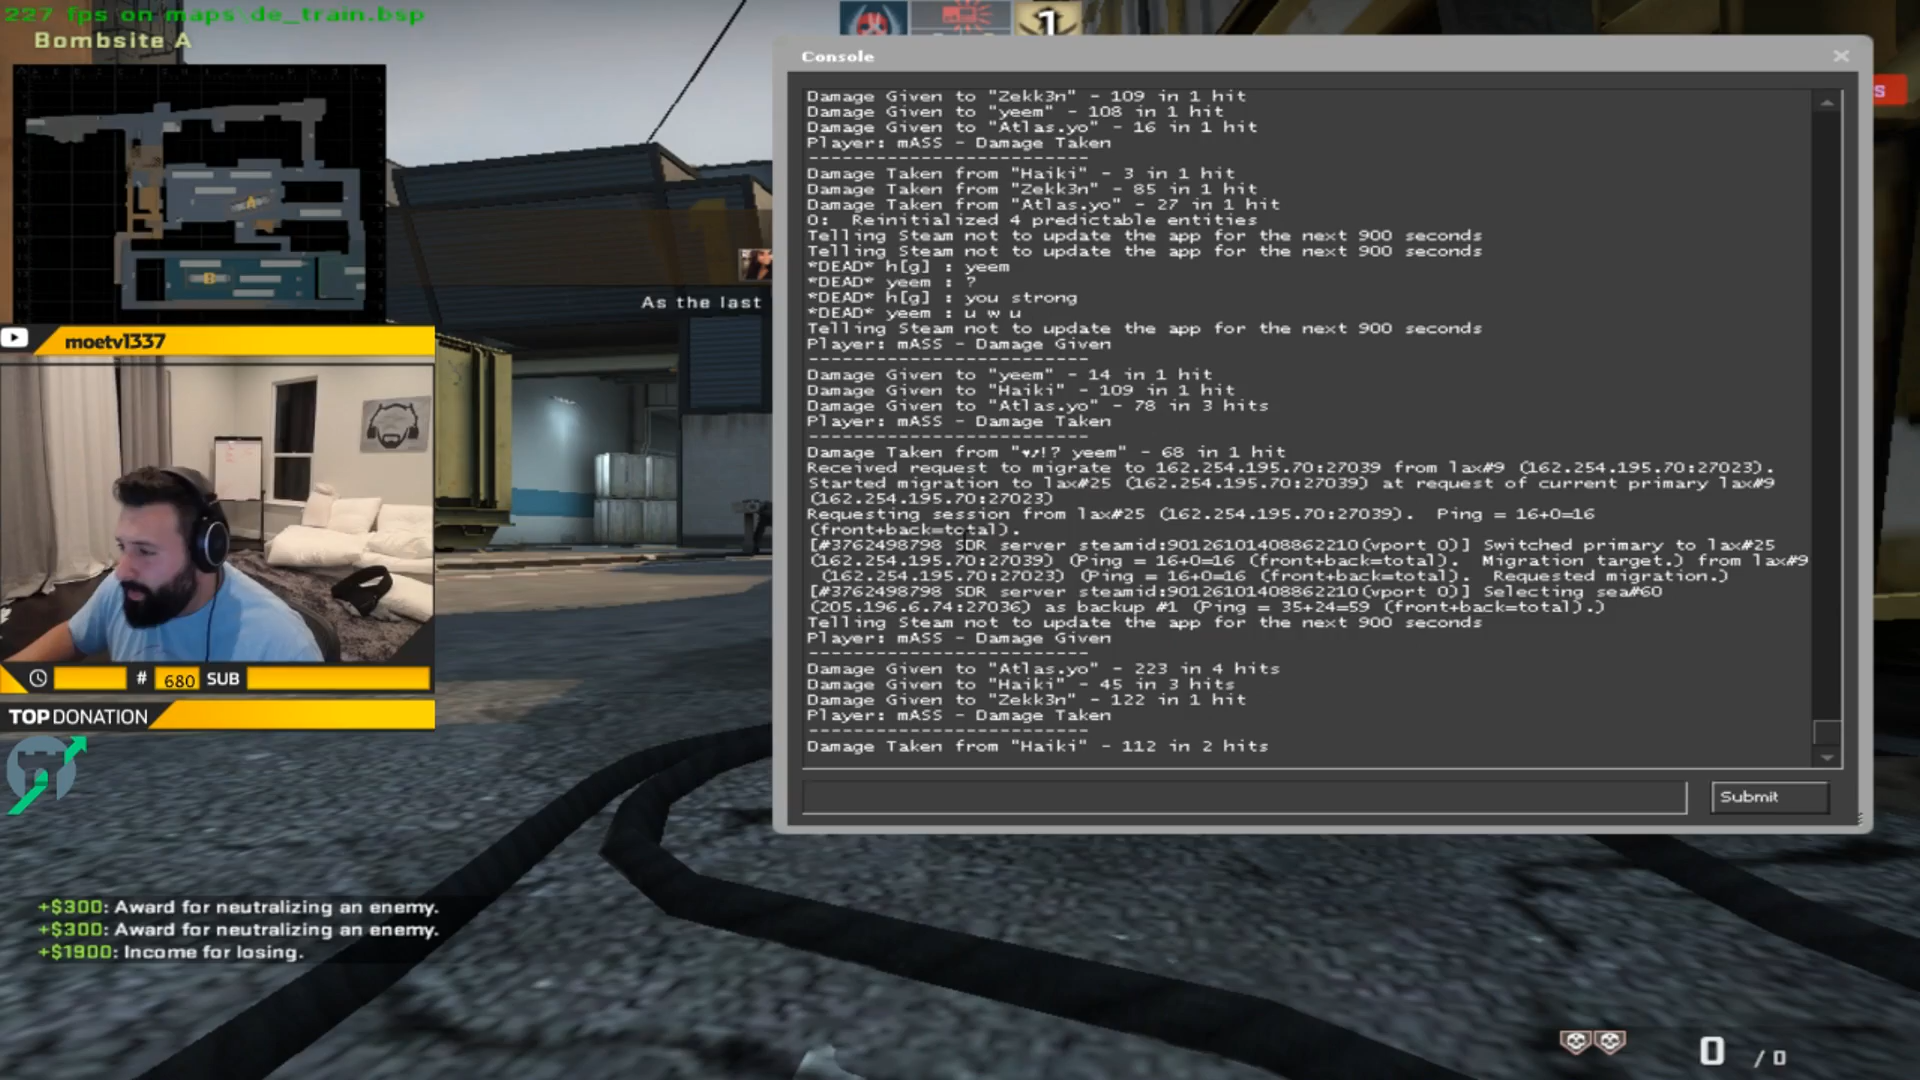 227 fps on maps\de_train.bsp
Bombsite A
A
B
moetv1337
# 680 SUB
TOP DONATION
1
As the last
S
Console
Damage Given to "Zekk3n" - 109 in 1 hit
Damage Given to "yeem" - 108 in 1 hit
Damage Given to "Atlas.yo" - 16 in 1 hit
Player: mASS - Damage Taken
-------------------------
Damage Taken from "Haiki" - 3 in 1 hit
Damage Taken from "Zekk3n" - 85 in 1 hit
Damage Taken from "Atlas.yo" - 27 in 1 hit
0:  Reinitialized 4 predictable entities
Telling Steam not to update the app for the next 900 seconds
Telling Steam not to update the app for the next 900 seconds
*DEAD* h[g] : yeem
*DEAD* yeem : ?
*DEAD* h[g] : you strong
*DEAD* yeem : u w u
Telling Steam not to update the app for the next 900 seconds
Player: mASS - Damage Given
-------------------------
Damage Given to "yeem" - 14 in 1 hit
Damage Given to "Haiki" - 109 in 1 hit
Damage Given to "Atlas.yo" - 78 in 3 hits
Player: mASS - Damage Taken
-------------------------
Damage Taken from "yeem" - 68 in 1 hit
Received request to migrate to 162.254.195.70:27039 from lax#9 (162.254.195.70:27023).
Started migration to lax#25 (162.254.195.70:27039) at request of current primary lax#9
(162.254.195.70:27023)
Requesting session from lax#25 (162.254.195.70:27039).  Ping = 16+0=16
(front+back=total).
[#3762498798 SDR server steamid:90126101408862210(vport 0)] Switched primary to lax#25
(162.254.195.70:27039) (Ping = 16+0=16 (front+back=total).  Migration target.) from lax#9
(162.254.195.70:27023) (Ping = 16+0=16 (front+back=total).  Requested migration.)
[#3762498798 SDR server steamid:90126101408862210(vport 0)] Selecting sea#60
(205.196.6.74:27036) as backup #1 (Ping = 35+24=59 (front+back=total).)
Telling Steam not to update the app for the next 900 seconds
Player: mASS - Damage Given
-------------------------
Damage Given to "Atlas.yo" - 223 in 4 hits
Damage Given to "Haiki" - 45 in 3 hits
Damage Given to "Zekk3n" - 122 in 1 hit
Player: mASS - Damage Taken
-------------------------
Damage Taken from "Haiki" - 112 in 2 hits
Submit
+$300: Award for neutralizing an enemy.
+$300: Award for neutralizing an enemy.
+$1900: Income for losing.
0 / 0